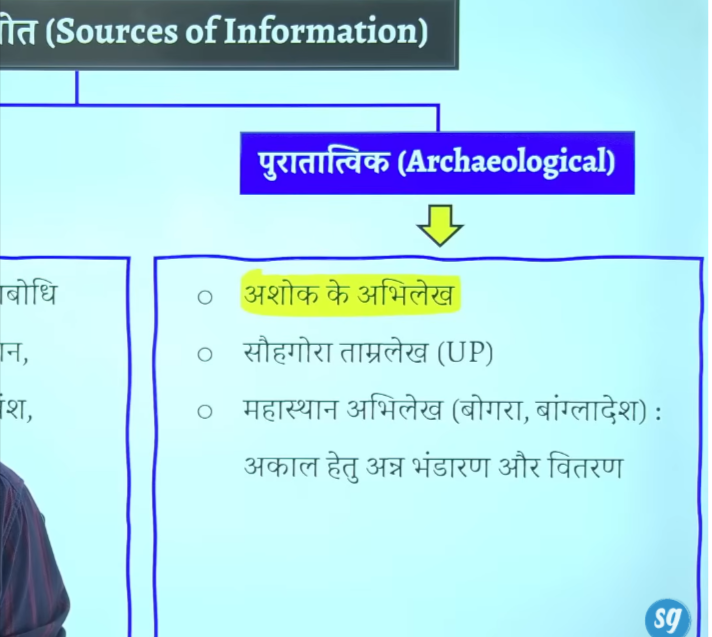 (Sources of Information)
पुरातात्विक (Archaeological)
अशोक के अभिलेख
सौहगोरा ताम्रलेख (UP)
महास्थान अभिलेख (बोगरा, बांग्लादेश) :
अकाल हेतु अन्न भंडारण और वितरण
sg